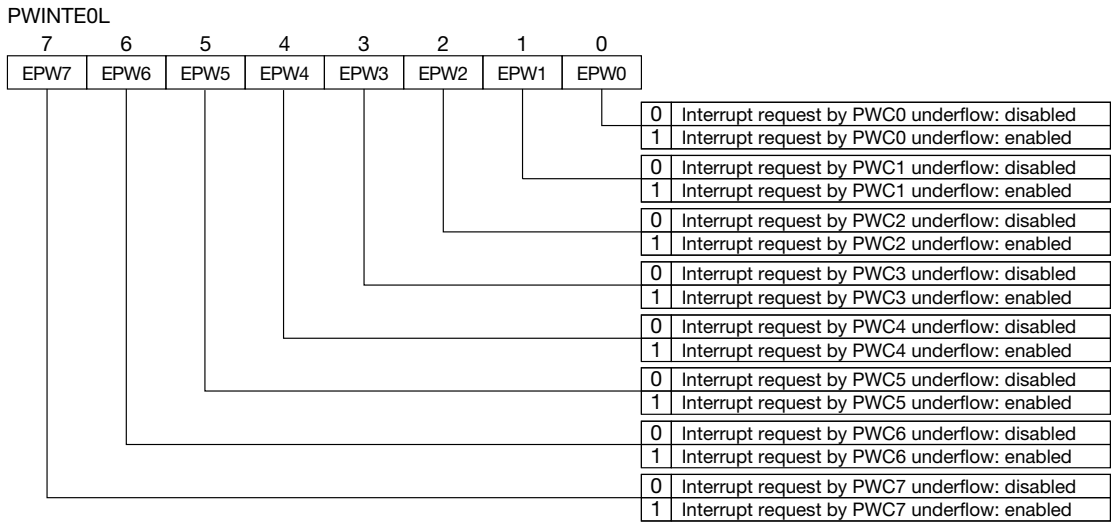 PWINTE0L
7 6 5 4 3 2 1 0
EPW7 EPW6 EPW5 EPW4 EPW3 EPW2 EPW1 EPW0
0 Interrupt request by PWC0 underflow: disabled
1 Interrupt request by PWC0 underflow: enabled
0 Interrupt request by PWC1 underflow: disabled
1 Interrupt request by PWC1 underflow: enabled
0 Interrupt request by PWC2 underflow: disabled
1 Interrupt request by PWC2 underflow: enabled
0 Interrupt request by PWC3 underflow: disabled
1 Interrupt request by PWC3 underflow: enabled
0 Interrupt request by PWC4 underflow: disabled
1 Interrupt request by PWC4 underflow: enabled
0 Interrupt request by PWC5 underflow: disabled
1 Interrupt request by PWC5 underflow: enabled
0 Interrupt request by PWC6 underflow: disabled
1 Interrupt request by PWC6 underflow: enabled
0 Interrupt request by PWC7 underflow: disabled
1 Interrupt request by PWC7 underflow: enabled